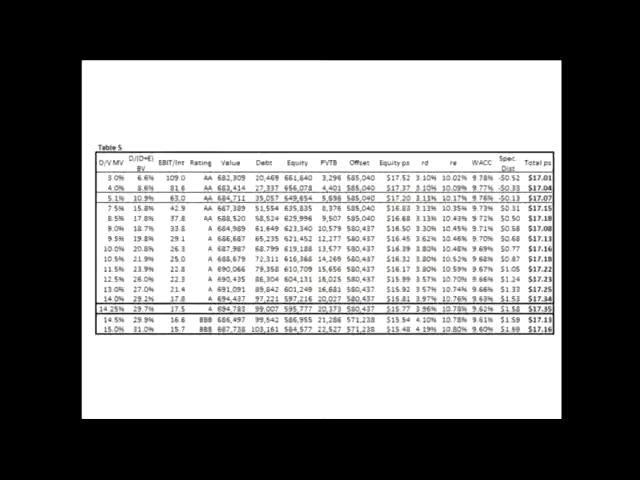 Table 5
D/V MV D/(D+E) BV EBIT/Int Rating Value Debt Equity PVTB Offset Equity ps rd re WACC Spec. Dist Total ps
3.0% 6.6% 109.0 AA 682,309 20,469 661,840 3,296 585,040 $17.52 3.10% 10.02% 9.78% -$0.52 $17.01
4.0% 8.6% 81.6 AA 683,414 27,337 656,078 4,401 585,040 $17.37 3.10% 10.09% 9.77% -$0.33 $17.04
5.1% 10.9% 63.0 AA 684,711 35,057 649,654 5,698 585,040 $17.20 3.13% 10.17% 9.76% -$0.13 $17.07
7.5% 15.8% 42.9 AA 687,389 51,554 635,835 8,376 585,040 $16.83 3.13% 10.35% 9.73% $0.31 $17.15
8.5% 17.8% 37.8 AA 688,520 58,524 629,996 9,507 585,040 $16.68 3.13% 10.43% 9.72% $0.50 $17.18
9.0% 18.7% 33.8 A 684,989 61,649 623,340 10,579 580,437 $16.50 3.30% 10.45% 9.71% $0.58 $17.08
9.5% 19.8% 29.1 A 686,687 65,235 621,452 12,277 580,437 $16.45 3.62% 10.46% 9.70% $0.68 $17.13
10.0% 20.8% 26.3 A 687,987 68,799 619,188 13,577 580,437 $16.39 3.80% 10.48% 9.69% $0.77 $17.16
10.5% 21.9% 25.0 A 688,679 72,311 616,368 14,269 580,437 $16.32 3.80% 10.52% 9.68% $0.87 $17.18
11.5% 23.9% 22.8 A 690,066 79,358 610,709 15,656 580,437 $16.17 3.80% 10.59% 9.67% $1.05 $17.22
12.5% 25.9% 22.3 A 690,435 86,304 604,131 16,025 580,437 $15.99 3.57% 10.72% 9.66% $1.24 $17.23
13.0% 27.0% 21.4 A 691,091 89,842 601,249 16,681 580,437 $15.92 3.57% 10.74% 9.66% $1.33 $17.25
14.0% 29.2% 17.8 A 694,437 97,221 597,216 20,027 580,437 $15.81 3.97% 10.76% 9.63% $1.53 $17.34
14.25% 29.7% 17.5 A 694,783 99,007 595,777 20,373 580,437 $15.77 3.96% 10.78% 9.62% $1.58 $17.35
14.5% 29.9% 16.6 BBB 686,497 99,542 586,955 21,286 571,238 $15.54 4.10% 10.78% 9.61% $1.59 $17.13
15.0% 31.0% 15.7 BBB 687,738 103,161 584,577 22,527 571,238 $15.48 4.19% 10.80% 9.60% $1.69 $17.16